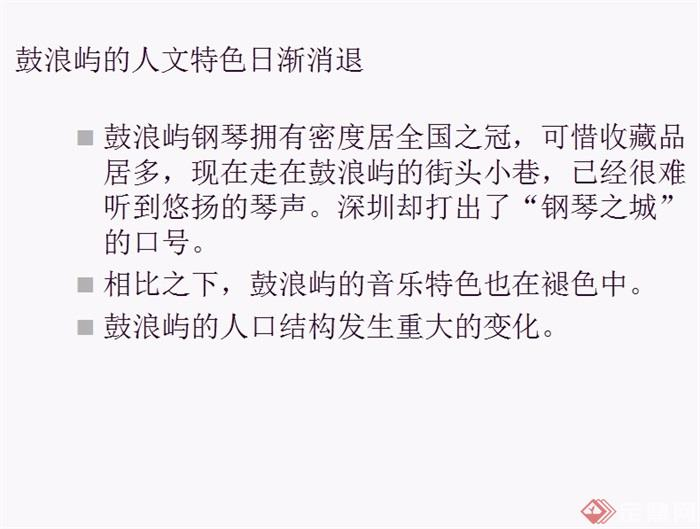 鼓浪屿的人文特色日渐消退
鼓浪屿钢琴拥有密度居全国之冠，可惜收藏品
居多，现在走在鼓浪屿的街头小巷，已经很难
听到悠扬的琴声。深圳却打出了“钢琴之城”
的口号。
相比之下，鼓浪屿的音乐特色也在褪色中。
鼓浪屿的人口结构发生重大的变化。